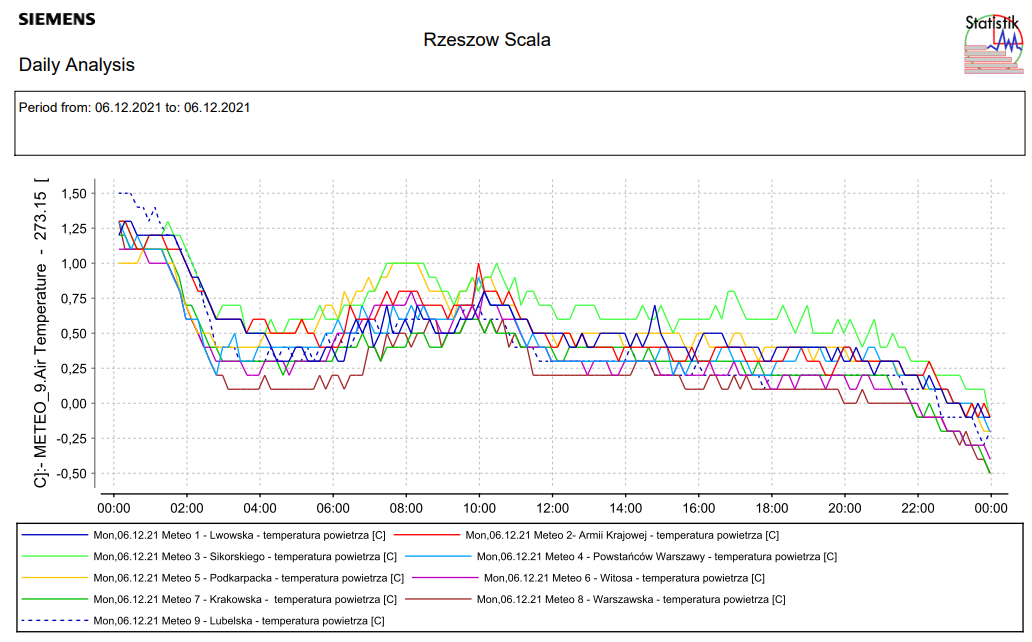 SIEMENS
Rzeszow Scala
Statistik
Daily Analysis
Period from: 06.12.2021 to: 06.12.2021
C]:- METEO_9.Air Temperature - 273.15 [
1,50
1,25
1,00
0,75
0,50
0,25
0,00
-0,25
-0,50
00:00 02:00 04:00 06:00 08:00 10:00 12:00 14:00 16:00 18:00 20:00 22:00 00:00
Mon,06.12.21 Meteo 1 - Lwowska - temperatura powietrza [C] Mon,06.12.21 Meteo 2- Armii Krajowej - temperatura powietrza [C]
Mon,06.12.21 Meteo 3 - Sikorskiego - temperatura powietrza [C] Mon,06.12.21 Meteo 4 - Powstańców Warszawy - temperatura powietrza [C]
Mon,06.12.21 Meteo 5 - Podkarpacka - temperatura powietrza [C] Mon,06.12.21 Meteo 6 - Witosa - temperatura powietrza [C]
Mon,06.12.21 Meteo 7 - Krakowska - temperatura powietrza [C] Mon,06.12.21 Meteo 8 - Warszawska - temperatura powietrza [C]
Mon,06.12.21 Meteo 9 - Lubelska - temperatura powietrza [C]